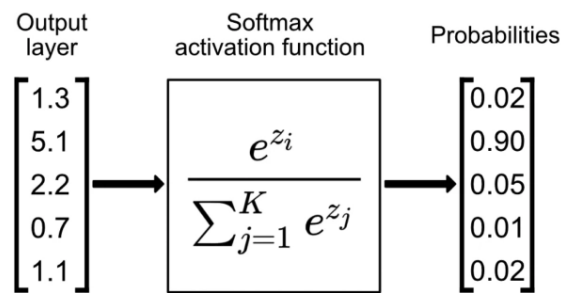 Output
layer
Softmax
activation function
Probabilities
1.3
5.1
2.2
0.7
1.1
e^{z_i}
∑_{j=1}^{K} e^{z_j}
0.02
0.90
0.05
0.01
0.02